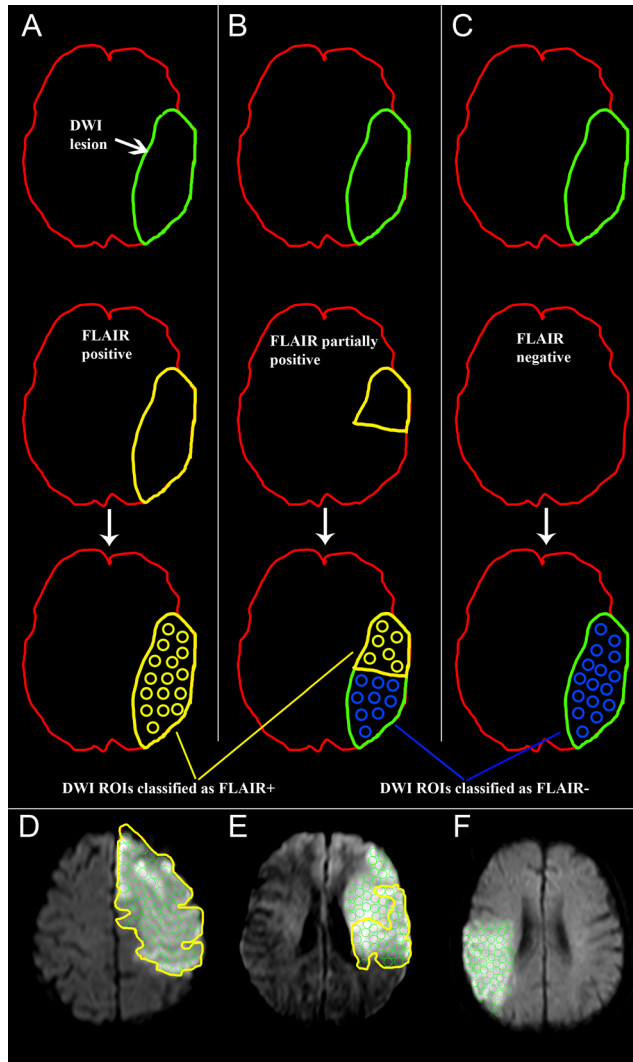 A
B
C
DWI
lesion
FLAIR
positive
FLAIR partially
positive
FLAIR
negative
DWI ROIs classified as FLAIR+
DWI ROIs classified as FLAIR-
D
E
F